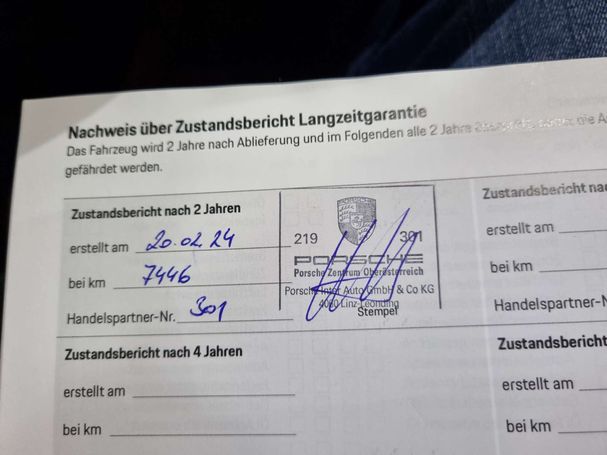 Nachweis über Zustandsbericht Langzeitgarantie
Das Fahrzeug wird 2 Jahre nach Ablieferung und im Folgenden alle 2 Jahre
gefährdet werden.
Zustandsbericht nach 2 Jahren
erstellt am 20.02.24
bei km 7446
Handelspartner-Nr. 301
219 301
PORSCHE
Porsche Zentrum Oberösterreich
Porsche Inter Auto GmbH & Co KG
4060 Linz-Leonding
Stempel
Zustandsbericht nac
erstellt am
bei km
Handelspartner-N
Zustandsbericht nach 4 Jahren
erstellt am
bei km
Zustandsbericht
erstellt am
bei km